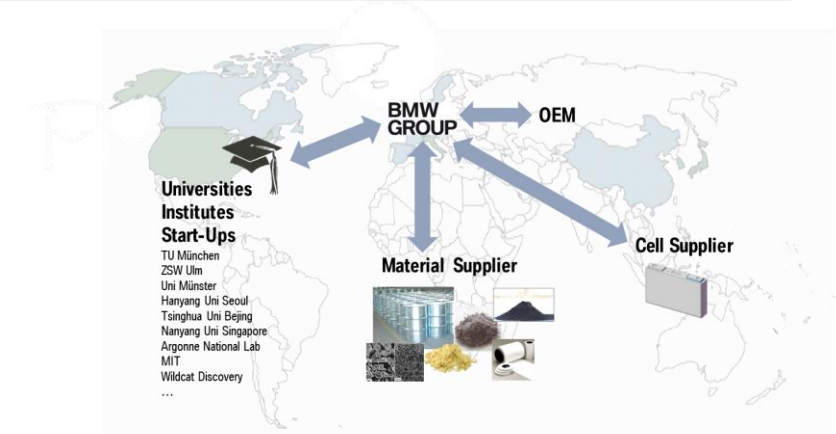 BMW
GROUP
OEM
Universities
Institutes
Start-Ups
TU München
ZSW Ulm
Uni Münster
Hanyang Uni Seoul
Tsinghua Uni Bejing
Nanyang Uni Singapore
Argonne National Lab
MIT
Wildcat Discovery
...
Material Supplier
Cell Supplier